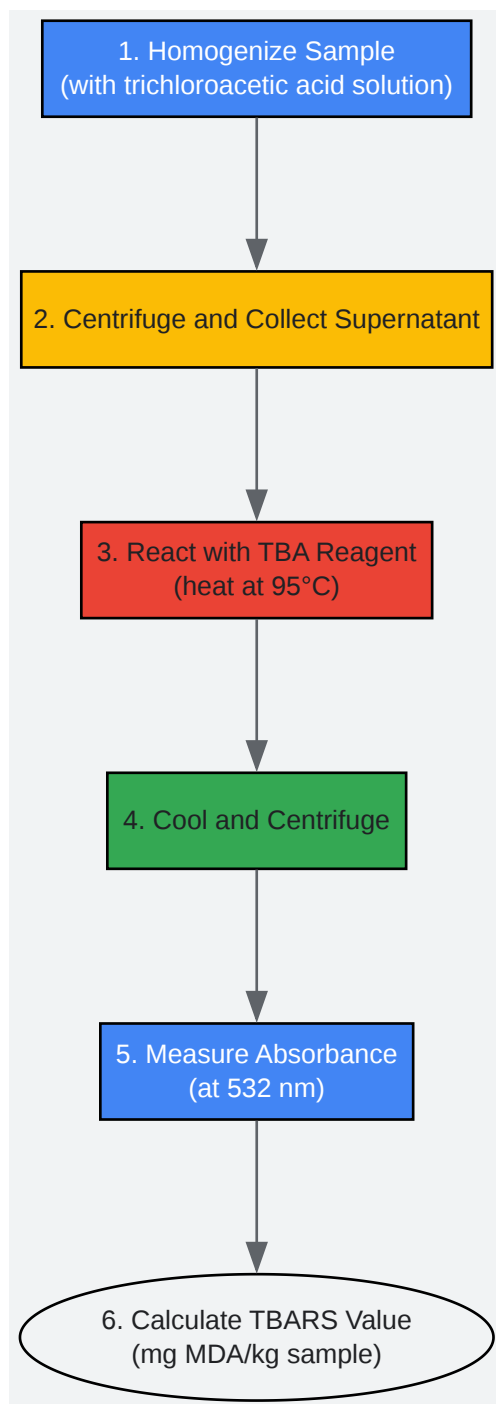 1. Homogenize Sample
(with trichloroacetic acid solution)
2. Centrifuge and Collect Supernatant
3. React with TBA Reagent
(heat at 95°C)
4. Cool and Centrifuge
5. Measure Absorbance
(at 532 nm)
6. Calculate TBARS Value
(mg MDA/kg sample)